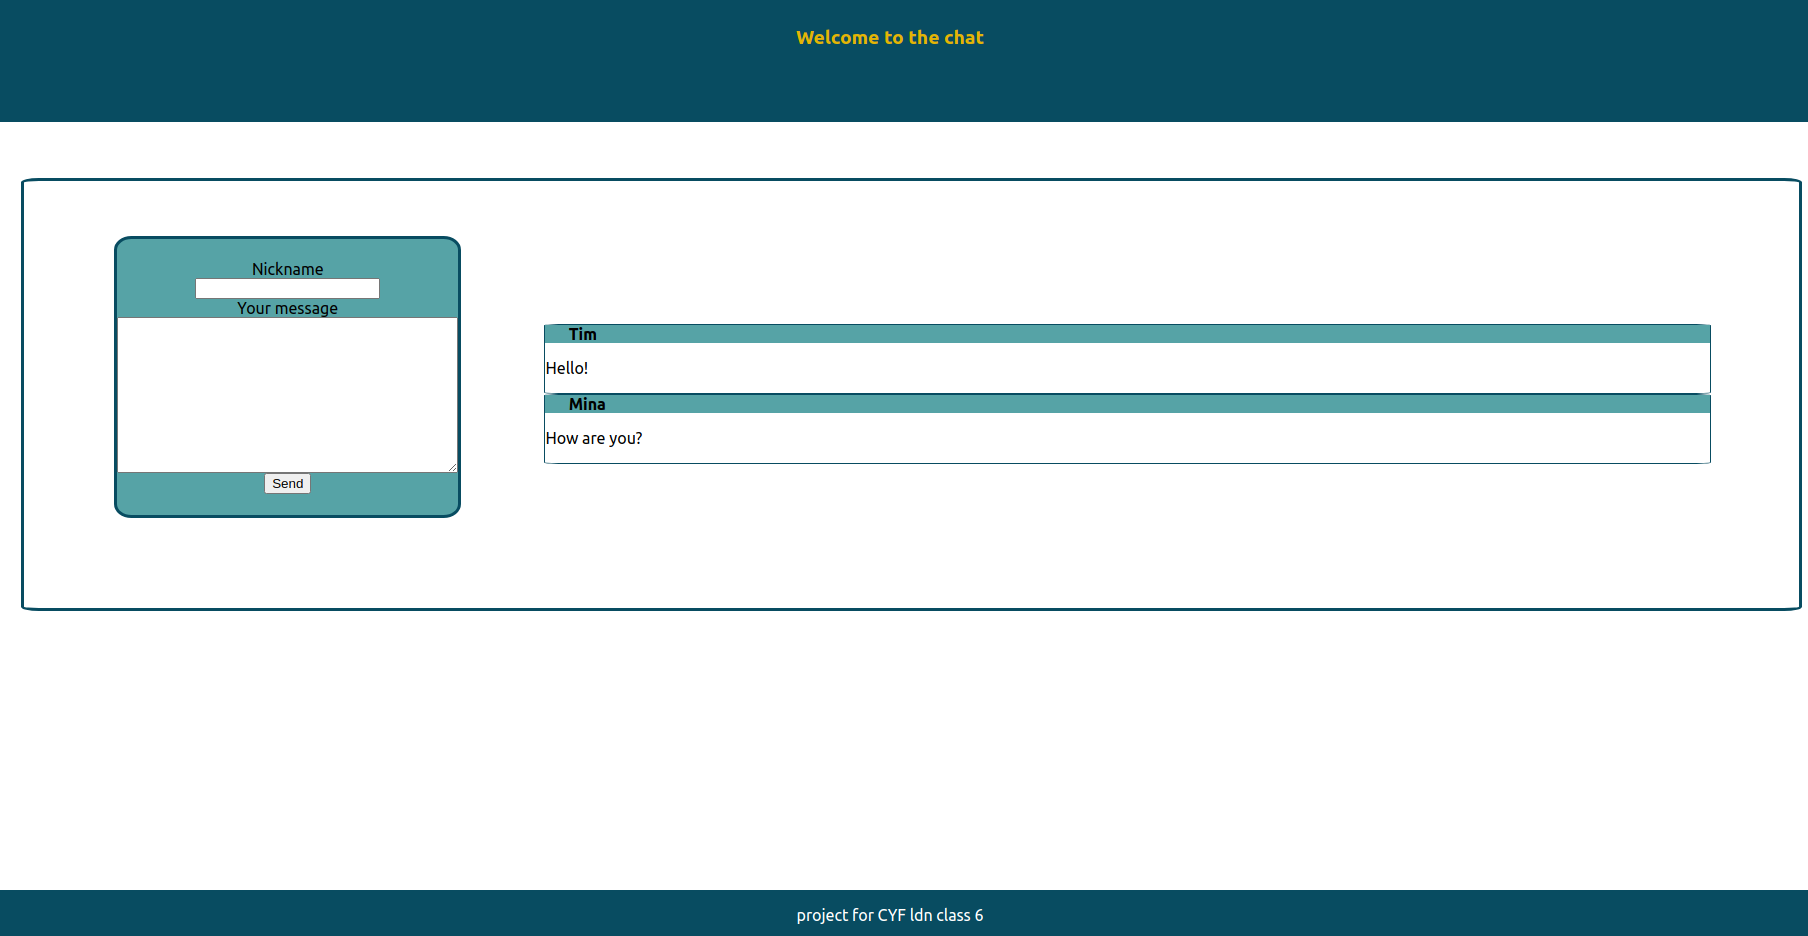 Welcome to the chat
Nickname
Your message
Send
Tim
Hello!
Mina
How are you?
project for CYF ldn class 6